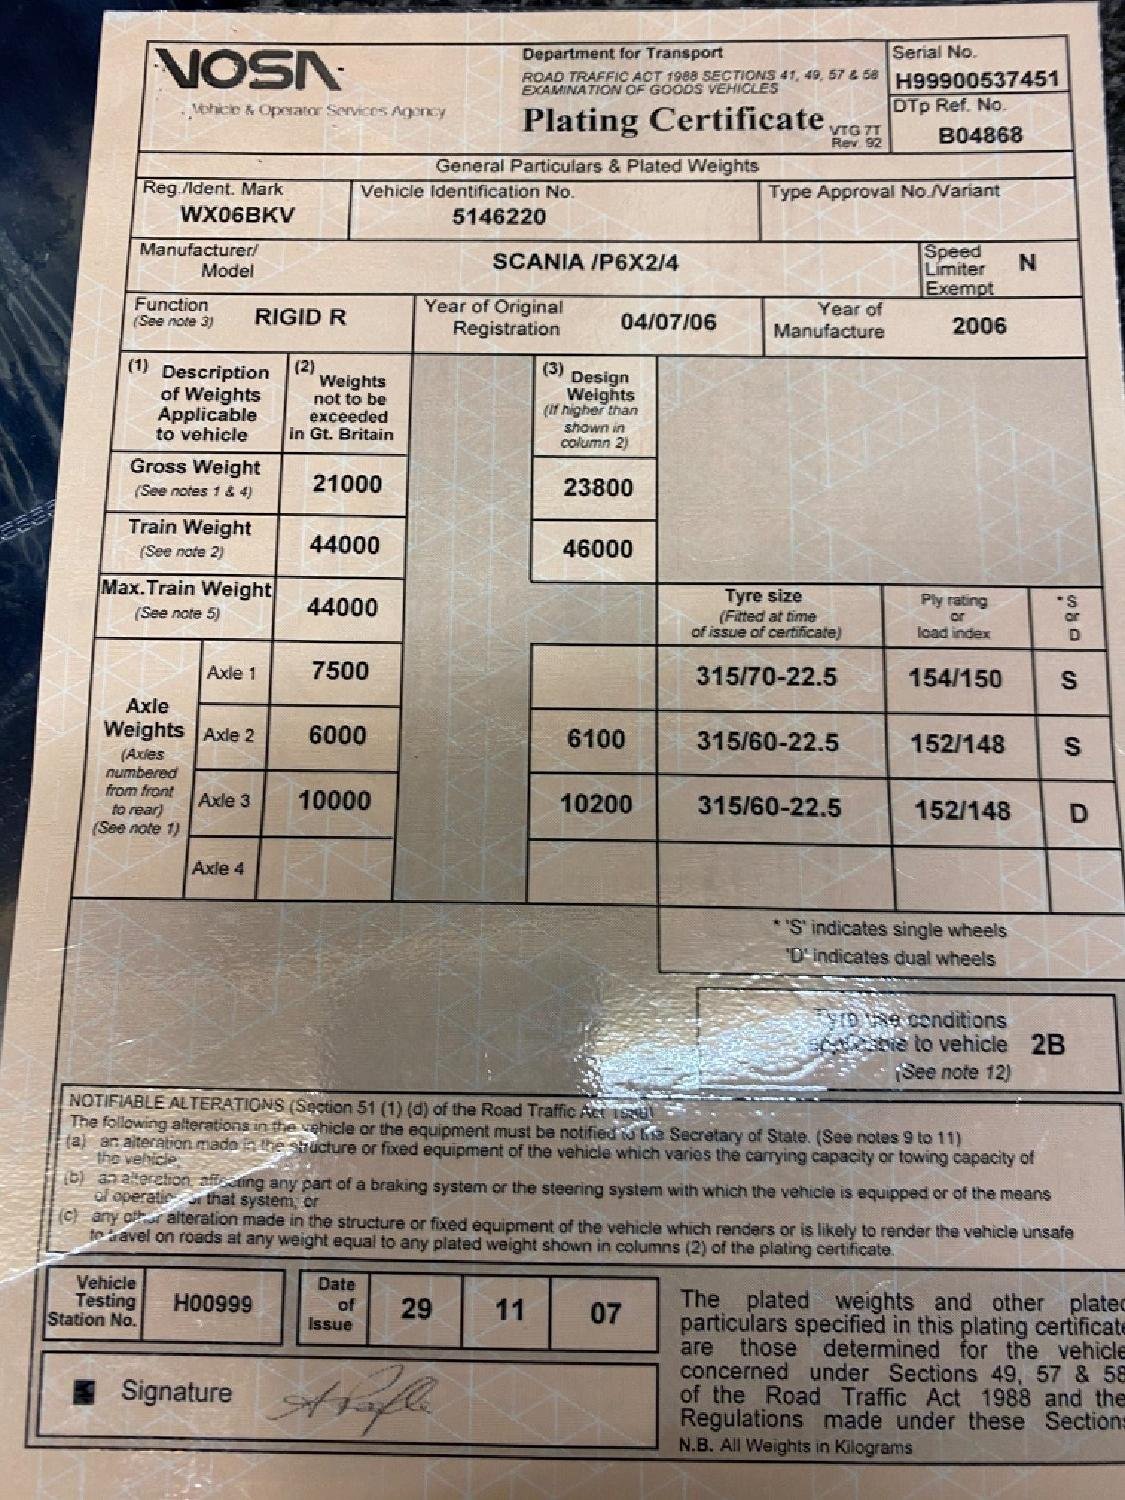 VOSA
Vehicle & Operator Services Agency
Department for Transport
ROAD TRAFFIC ACT 1988 SECTIONS 41, 49, 57 & 58
EXAMINATION OF GOODS VEHICLES
Plating Certificate VTG 7T
Rev. 92
Serial No.
H99900537451
DTp Ref. No.
B04868
General Particulars & Plated Weights
Reg./Ident. Mark
WX06BKV
Vehicle Identification No.
5146220
Type Approval No./Variant
Manufacturer/
Model
SCANIA /P6X2/4
Speed
Limiter
Exempt
N
Function
(See note 3)
RIGID R
Year of Original
Registration
04/07/06
Year of
Manufacture
2006
(1) Description
of Weights
Applicable
to vehicle
(2) Weights
not to be
exceeded
in Gt. Britain
(3) Design
Weights
(If higher than
shown in
column 2)
Gross Weight
(See notes 1 & 4)
21000
23800
Train Weight
(See note 2)
44000
46000
Max.Train Weight
(See note 5)
44000
Tyre size
(Fitted at time
of issue of certificate)
Ply rating
or
load index
*S
or
D
Axle
Weights
(Axles
numbered
from front
to rear)
(See note 1)
Axle 1 7500 315/70-22.5 154/150 S
Axle 2 6000 6100 315/60-22.5 152/148 S
Axle 3 10000 10200 315/60-22.5 152/148 D
Axle 4
* 'S' indicates single wheels
'D' indicates dual wheels
Tyre use conditions
applicable to vehicle 2B
(See note 12)
NOTIFIABLE ALTERATIONS (Section 51 (1) (d) of the Road Traffic Act 1988)
The following alterations in the vehicle or the equipment must be notified to the Secretary of State. (See notes 9 to 11)
(a) an alteration made in the structure or fixed equipment of the vehicle which varies the carrying capacity or towing capacity of
the vehicle;
(b) an alteration, affecting any part of a braking system or the steering system with which the vehicle is equipped or of the means
of operation of that system; or
(c) any other alteration made in the structure or fixed equipment of the vehicle which renders or is likely to render the vehicle unsafe
to travel on roads at any weight equal to any plated weight shown in columns (2) of the plating certificate.
Vehicle
Testing
Station No.
H00999
Date
of
Issue
29 11 07
Signature
The plated weights and other plated
particulars specified in this plating certificate
are those determined for the vehicle
concerned under Sections 49, 57 & 58
of the Road Traffic Act 1988 and the
Regulations made under these Sections
N.B. All Weights in Kilograms